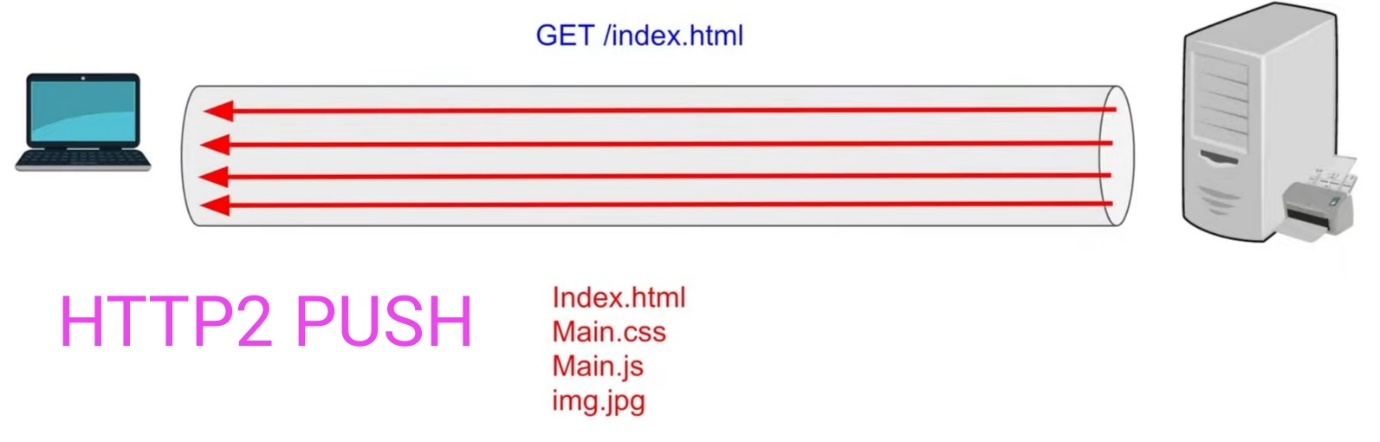 GET /index.html
HTTP2 PUSH
Index.html
Main.css
Main.js
img.jpg